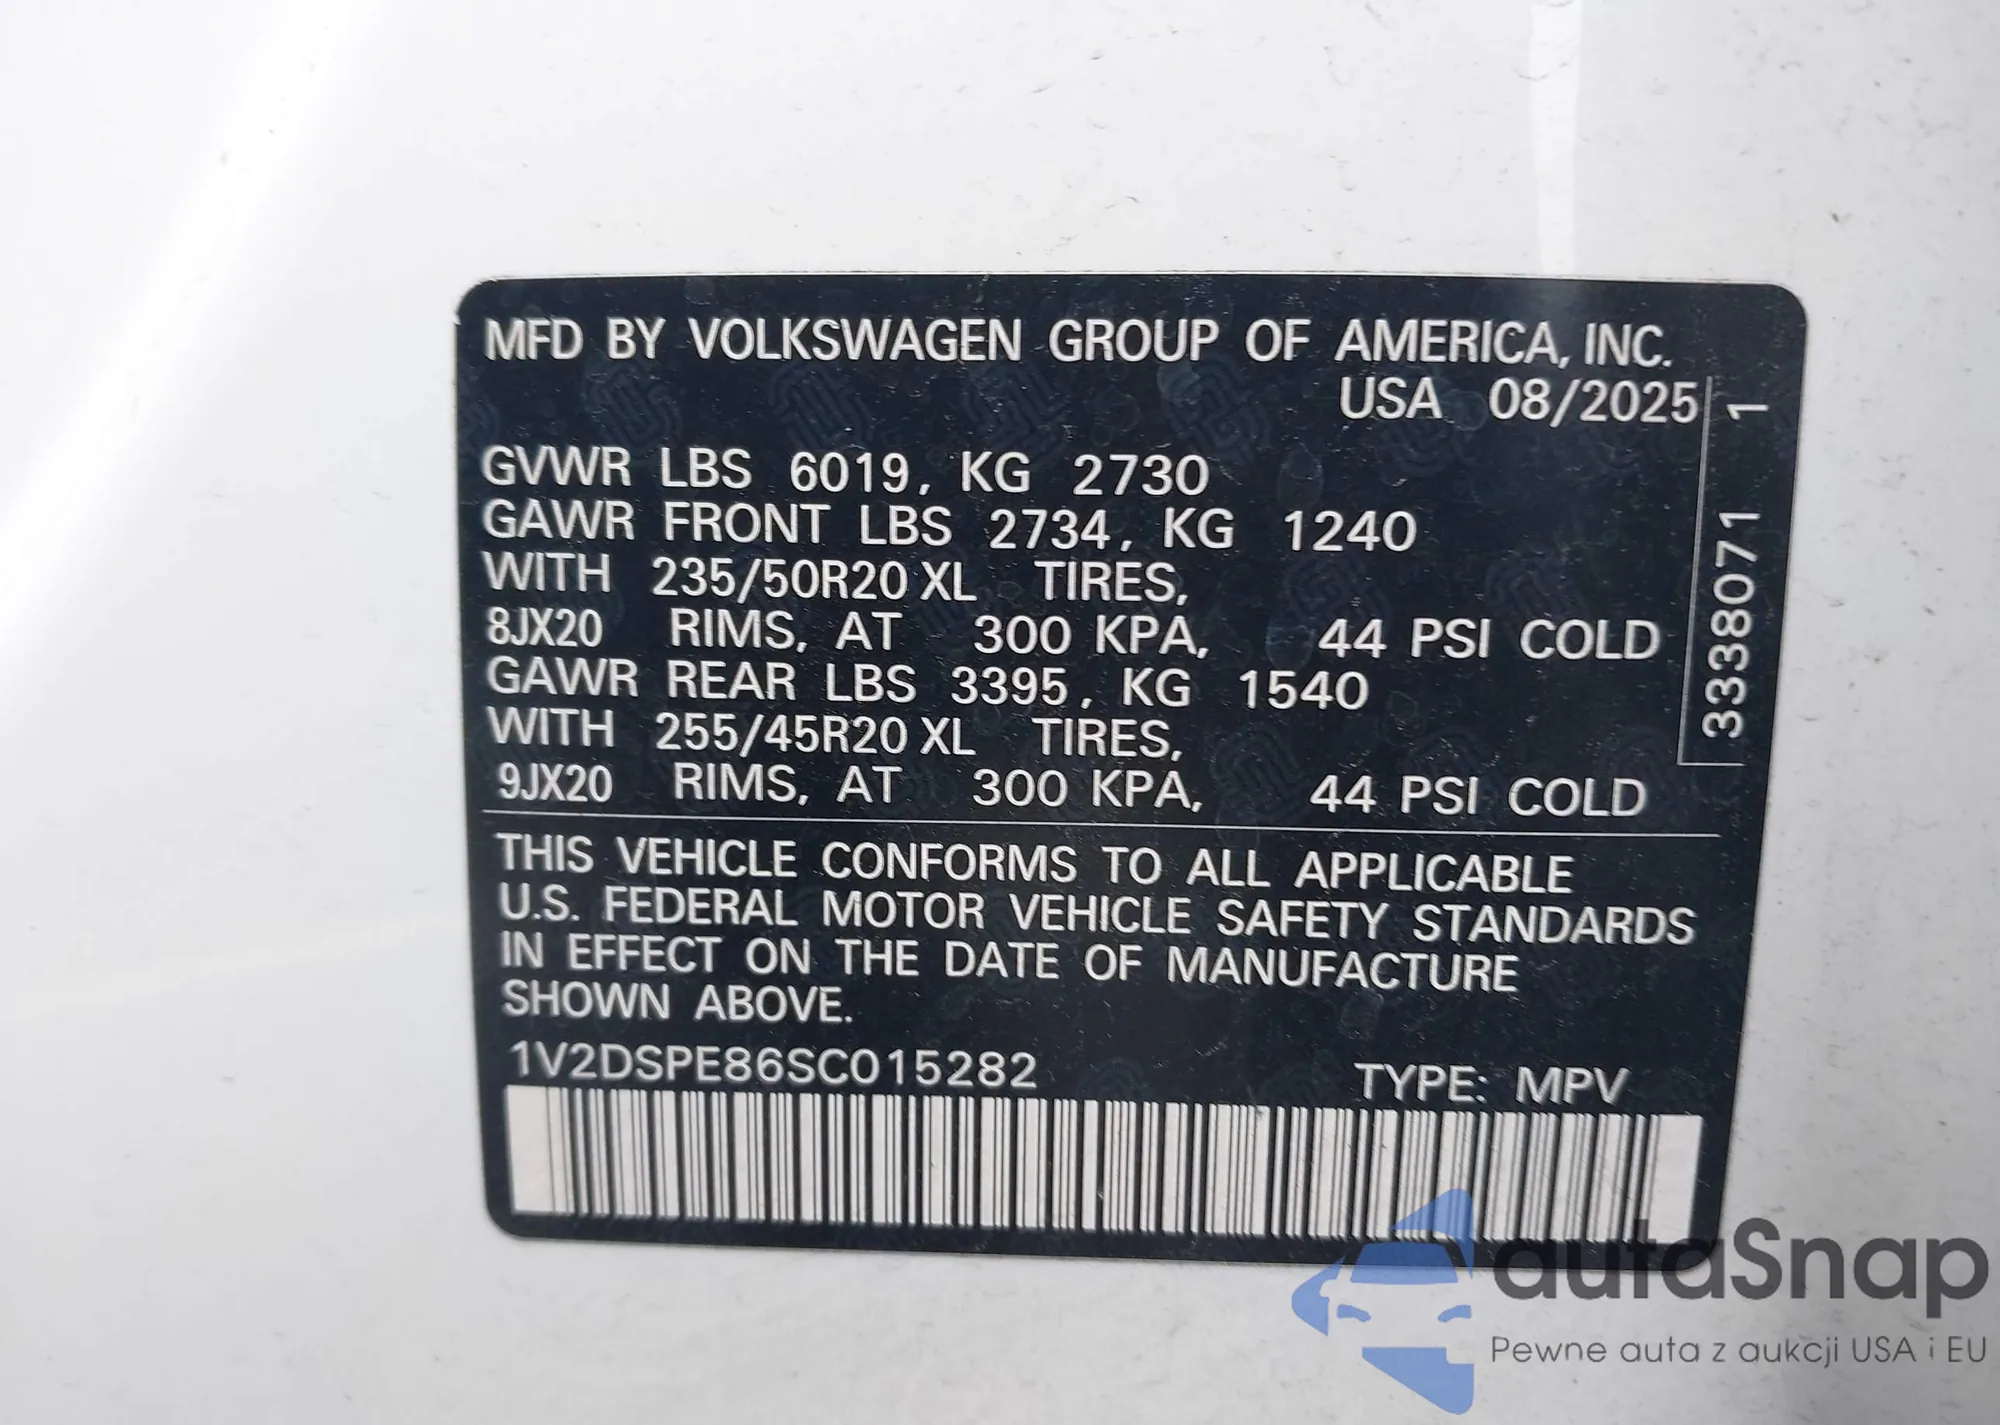 MFD BY VOLKSWAGEN GROUP OF AMERICA, INC.
USA 08/2025
GVWR LBS 6019, KG 2730
GAWR FRONT LBS 2734, KG 1240
WITH 235/50R20 XL TIRES,
8JX20 RIMS, AT 300 KPA, 44 PSI COLD
GAWR REAR LBS 3395, KG 1540
WITH 255/45R20 XL TIRES,
9JX20 RIMS, AT 300 KPA, 44 PSI COLD
3338071 1
THIS VEHICLE CONFORMS TO ALL APPLICABLE
U.S. FEDERAL MOTOR VEHICLE SAFETY STANDARDS
IN EFFECT ON THE DATE OF MANUFACTURE
SHOWN ABOVE.
1V2DSPE86SC015282 TYPE: MPV
autaSnap
Pewne auta z aukcji USA i EU